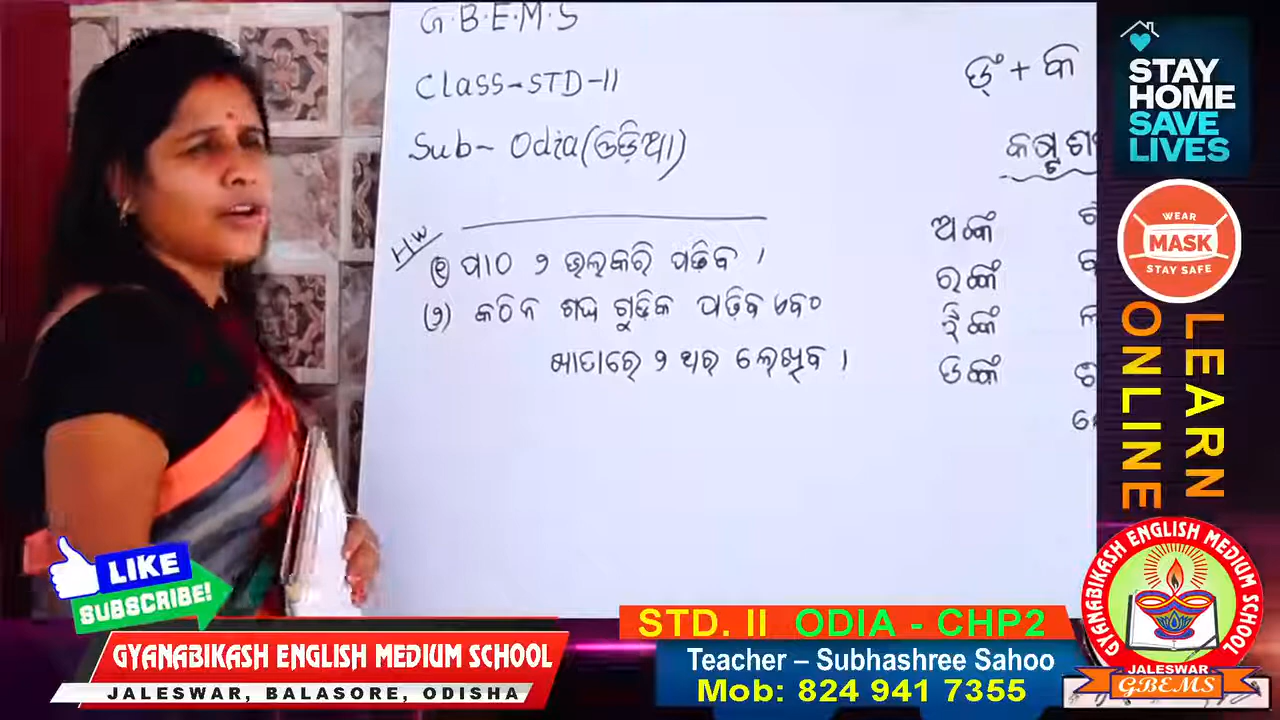 G.B.E.M.S
Class-STD-II
Sub- Odia(ଓଡ଼ିଆ)
HW
(୧) ପାଠ ୨ ଭଲକରି ପଢିବ ।
(୨) କଠିନ ଶବ୍ଦ ଗୁଡିକ ପଢ଼ିବ ଏବଂ
ଖାତାରେ ୨ ଥର ଲେଖିବ ।
+ କ
ଅଙ୍କ
ରଙ୍କ
ଡଙ୍କ
STAY
HOME
SAVE
LIVES
WEAR
MASK
STAY SAFE
LEARN
ONLINE
LIKE
SUBSCRIBE!
GYANABIKASH ENGLISH MEDIUM SCHOOL
JALESWAR, BALASORE, ODISHA
STD. II ODIA - CHP2
Teacher – Subhashree Sahoo
Mob: 824 941 7355
GYANABIKASH ENGLISH MEDIUM SCHOOL
JALESWAR
GBEMS